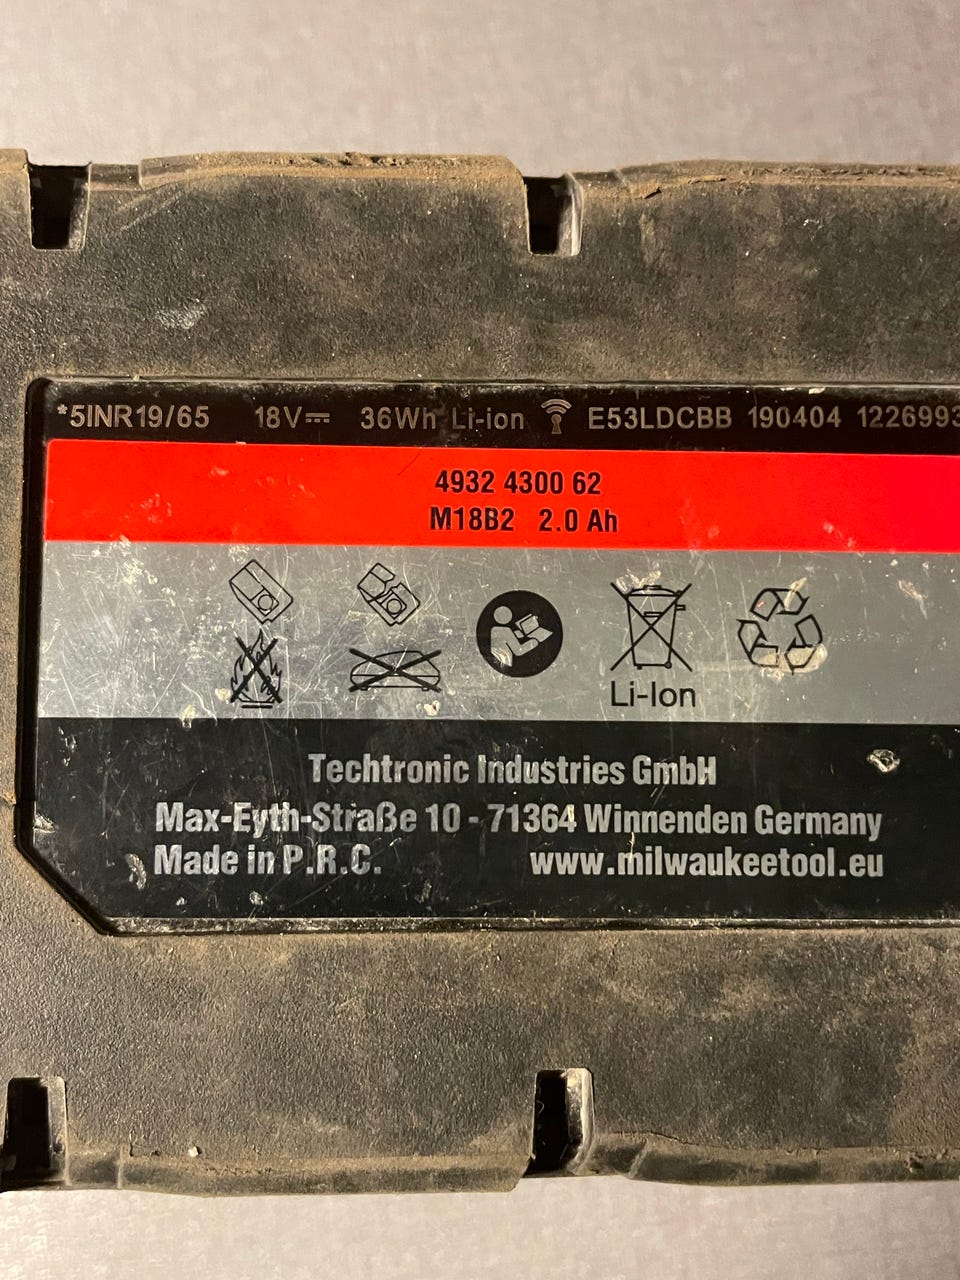 *5INR19/65 18V⎓ 36Wh Li-ion E53LDCBB 190404 1226993
4932 4300 62
M18B2 2.0 Ah
Li-Ion
Techtronic Industries GmbH
Max-Eyth-Straße 10 - 71364 Winnenden Germany
Made in P.R.C. www.milwaukeetool.eu